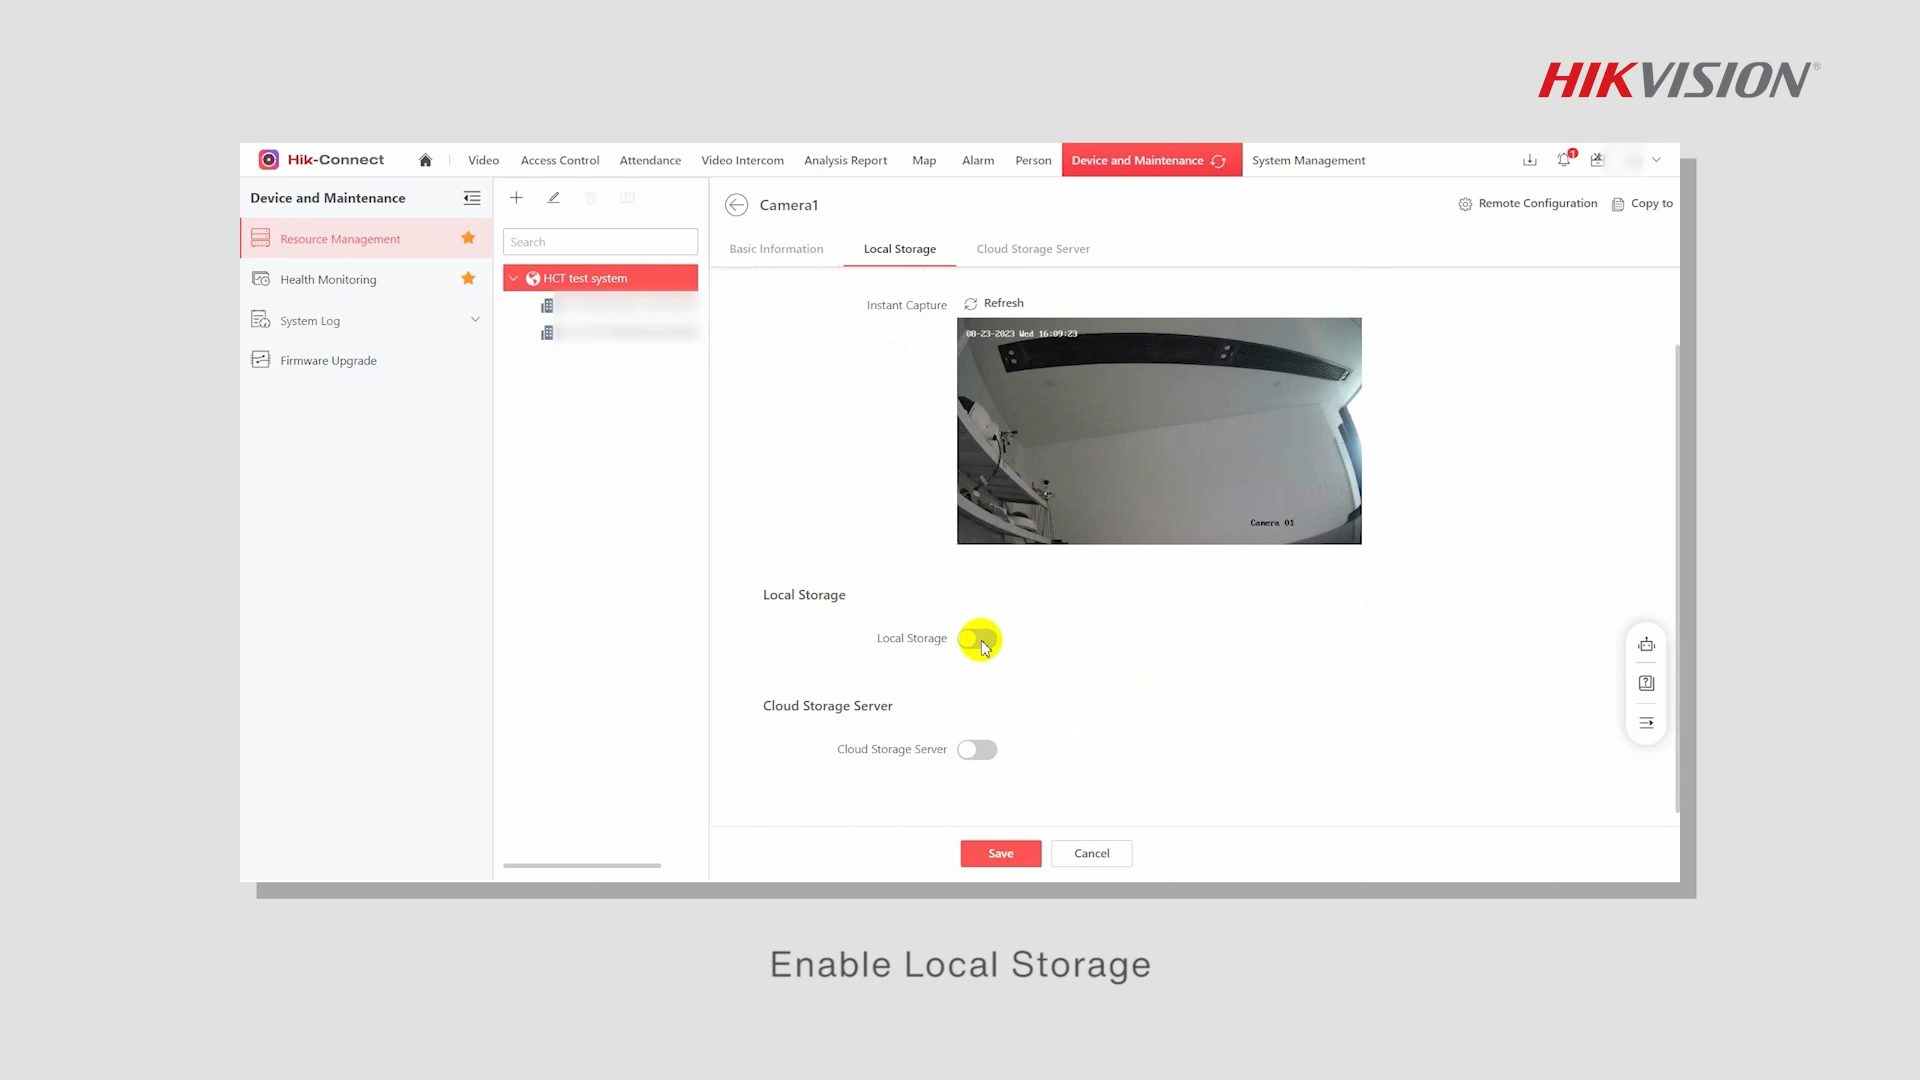 HIKVISION®
Hik-Connect
Video
Access Control
Attendance
Video Intercom
Analysis Report
Map
Alarm
Person
Device and Maintenance
System Management
1
Device and Maintenance
Resource Management
Health Monitoring
System Log
Firmware Upgrade
Search
HCT test system
Camera1
Remote Configuration
Copy to
Basic Information
Local Storage
Cloud Storage Server
Instant Capture
Refresh
08-23-2023 Wed 16:09:23
Camera 01
Local Storage
Local Storage
Cloud Storage Server
Cloud Storage Server
Save
Cancel
Enable Local Storage